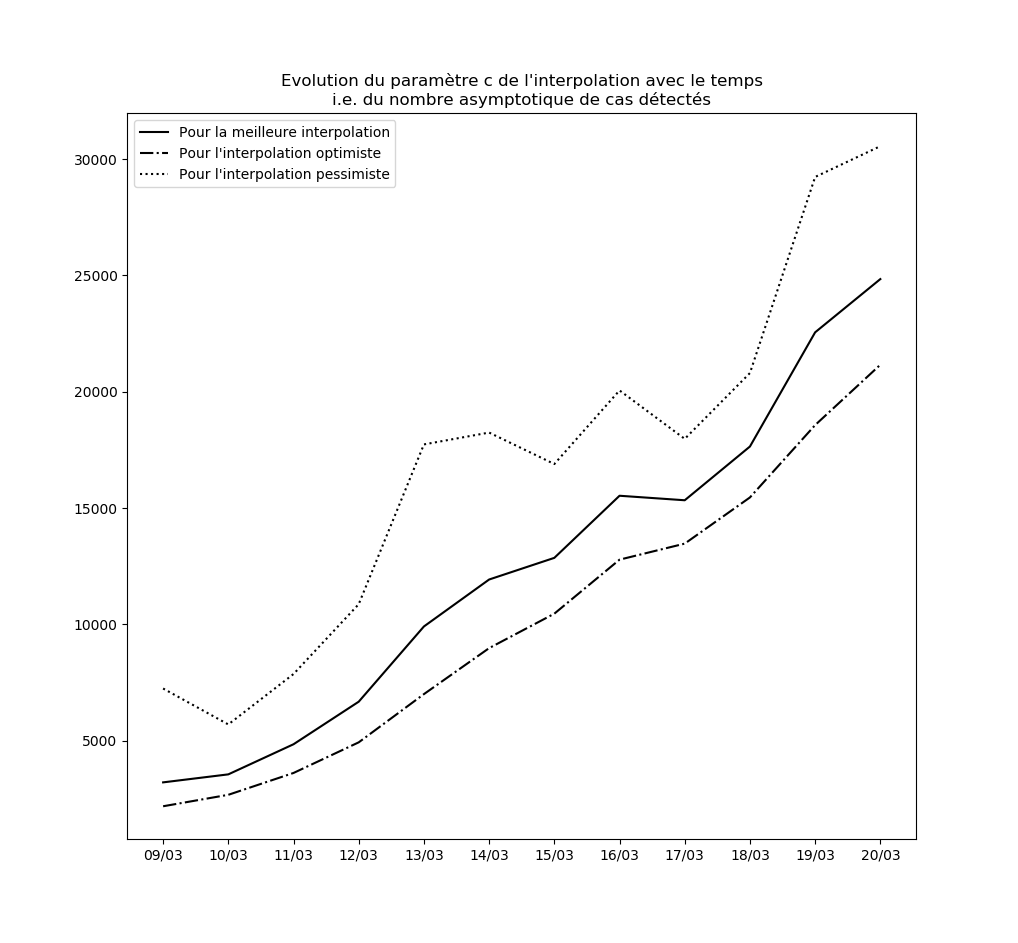 Evolution du paramètre c de l'interpolation avec le temps
i.e. du nombre asymptotique de cas détectés
Pour la meilleure interpolation
Pour l'interpolation optimiste
Pour l'interpolation pessimiste
30000
25000
20000
15000
10000
5000
09/03 10/03 11/03 12/03 13/03 14/03 15/03 16/03 17/03 18/03 19/03 20/03